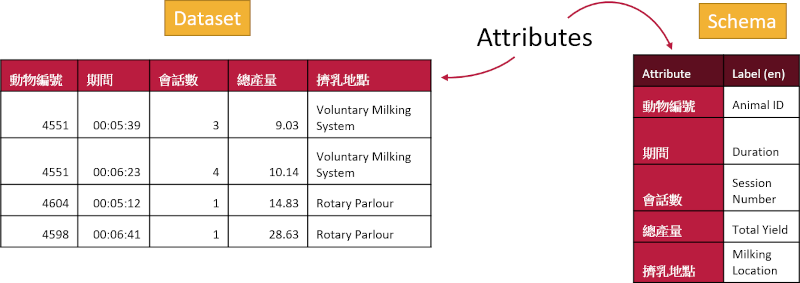 Dataset
Attributes
Schema
動物編號 期間 會話數 總產量 擠乳地點
4551 00:05:39 3 9.03 Voluntary Milking
System
4551 00:06:23 4 10.14 Voluntary Milking
System
4604 00:05:12 1 14.83 Rotary Parlour
4598 00:06:41 1 28.63 Rotary Parlour
Attribute Label (en)
動物編號 Animal ID
期間 Duration
會話數 Session
Number
總產量 Total Yield
擠乳地點 Milking
Location